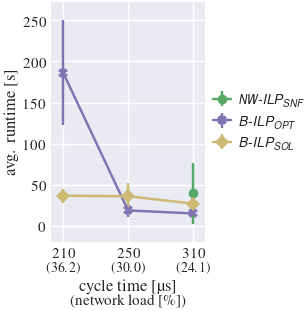 250
200
150
100
50
0
avg. runtime [s]
210
(36.2)
250
(30.0)
310
(24.1)
cycle time [µs]
(network load [%])
NW-ILP_SNF
B-ILP_OPT
B-ILP_SOL